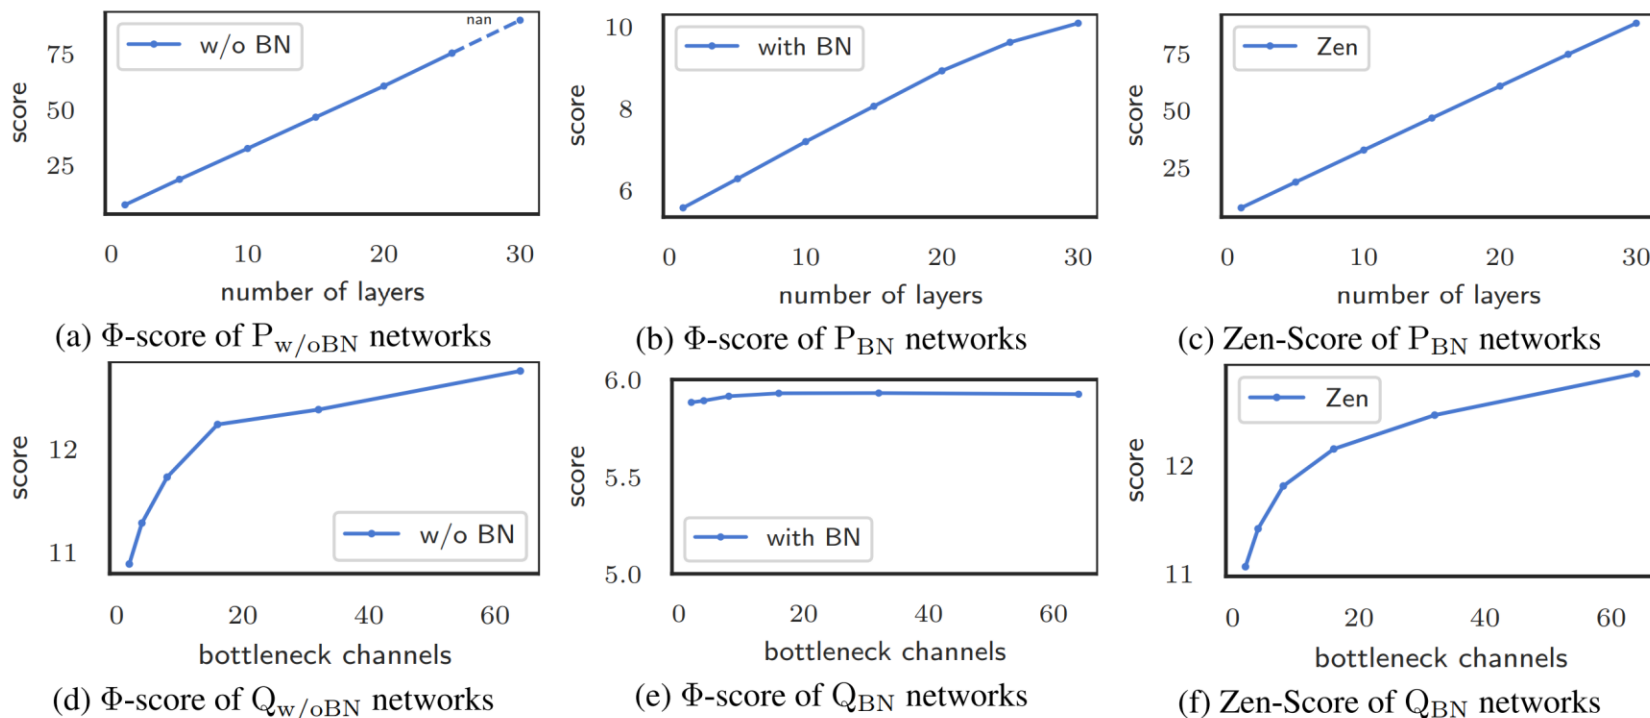 nan
w/o BN
75
50
25
score
0 10 20 30
number of layers
(a) Φ-score of P_w/oBN networks
with BN
10
8
6
score
0 10 20 30
number of layers
(b) Φ-score of P_BN networks
Zen
75
50
25
score
0 10 20 30
number of layers
(c) Zen-Score of P_BN networks
12
11
score
w/o BN
0 20 40 60
bottleneck channels
(d) Φ-score of Q_w/oBN networks
6.0
5.5
5.0
score
with BN
0 20 40 60
bottleneck channels
(e) Φ-score of Q_BN networks
Zen
12
11
score
0 20 40 60
bottleneck channels
(f) Zen-Score of Q_BN networks